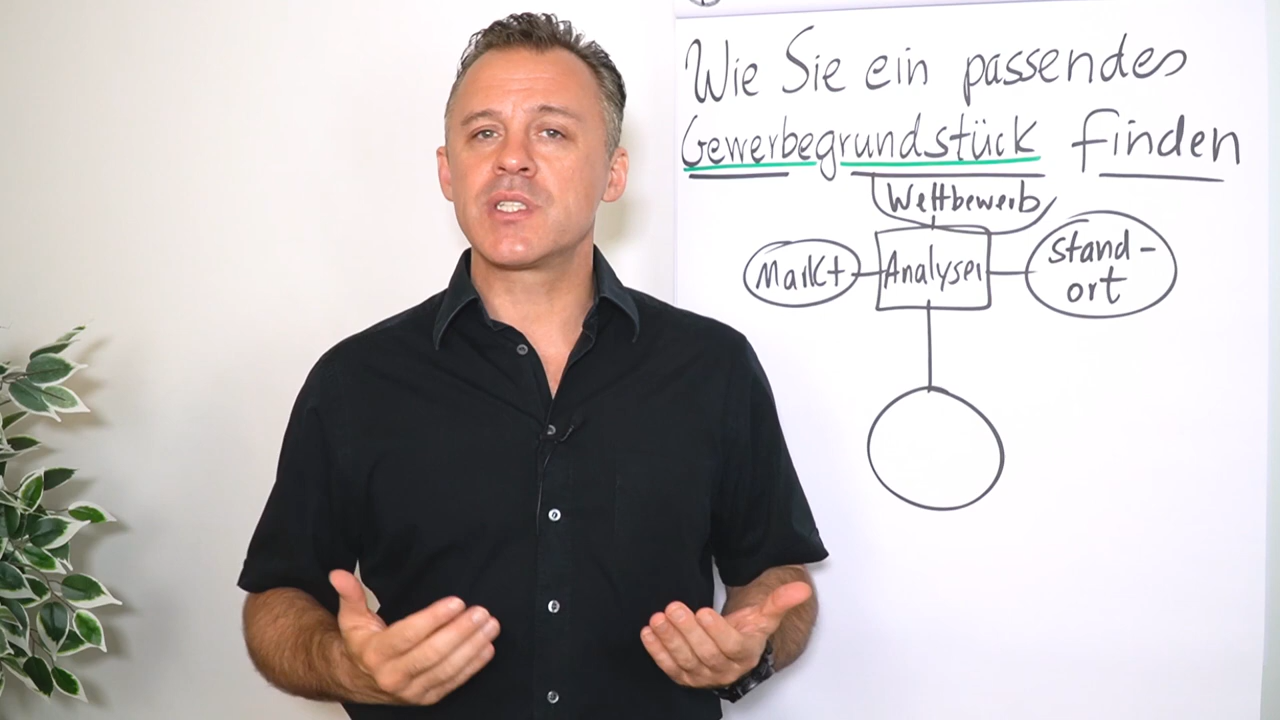 Wie Sie ein passendes
Gewerbegrundstück finden
Wettbewerb
Markt
Analysen
Stand-
ort